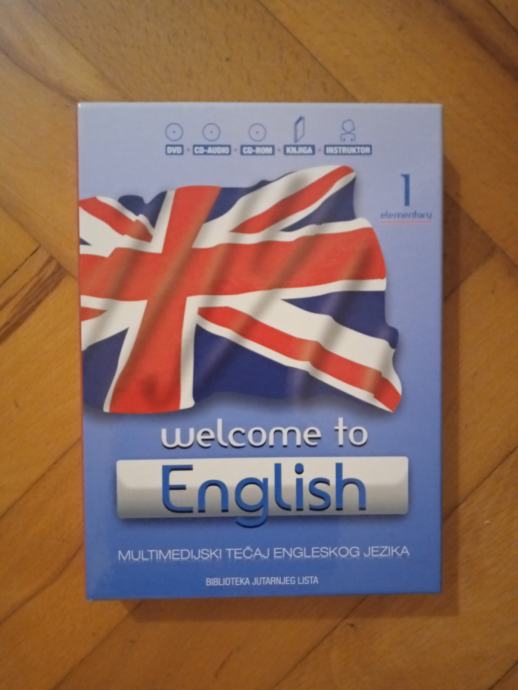 DVD - CD-AUDIO - CD-ROM - KNJIGA - INSTRUKTOR
1
elementary
welcome to
English
MULTIMEDIJSKI TEČAJ ENGLESKOG JEZIKA
BIBLIOTEKA JUTARNJEG LISTA